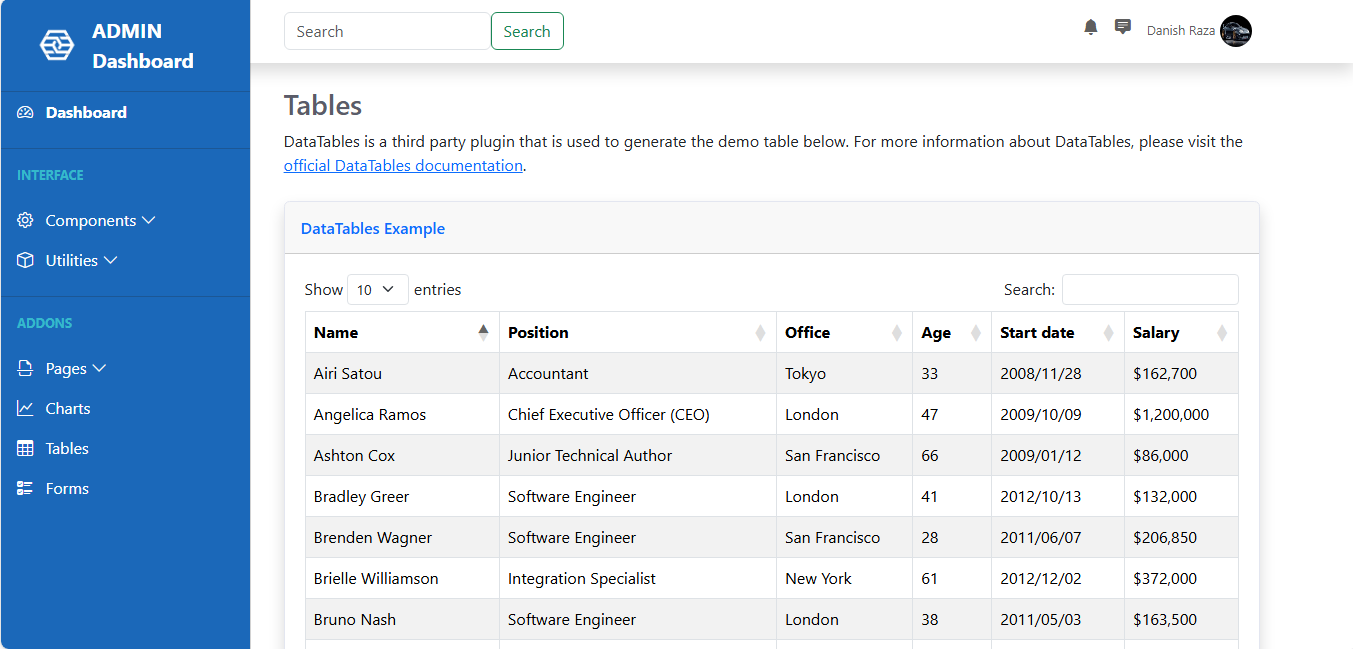 ADMIN
Dashboard
Dashboard
INTERFACE
Components
Utilities
ADDONS
Pages
Charts
Tables
Forms
Search Search
Danish Raza
Tables
DataTables is a third party plugin that is used to generate the demo table below. For more information about DataTables, please visit the
official DataTables documentation.
DataTables Example
Show 10 entries Search:
Name Position Office Age Start date Salary
Airi Satou Accountant Tokyo 33 2008/11/28 $162,700
Angelica Ramos Chief Executive Officer (CEO) London 47 2009/10/09 $1,200,000
Ashton Cox Junior Technical Author San Francisco 66 2009/01/12 $86,000
Bradley Greer Software Engineer London 41 2012/10/13 $132,000
Brenden Wagner Software Engineer San Francisco 28 2011/06/07 $206,850
Brielle Williamson Integration Specialist New York 61 2012/12/02 $372,000
Bruno Nash Software Engineer London 38 2011/05/03 $163,500